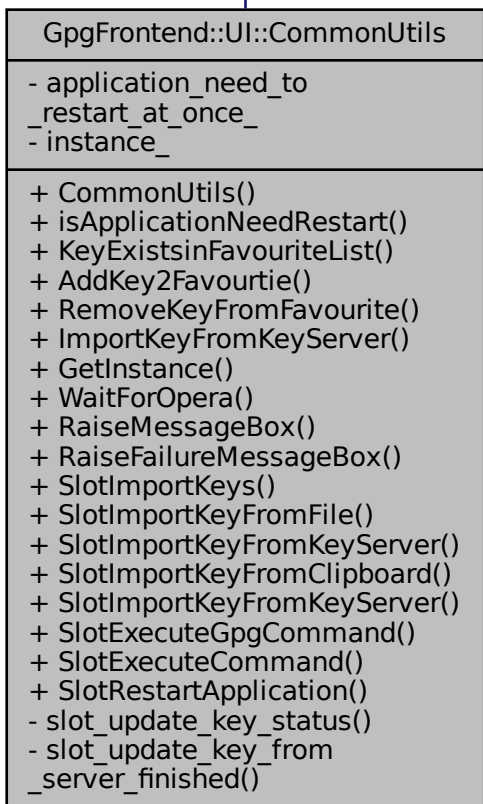 GpgFrontend::UI::CommonUtils
- application_need_to
_restart_at_once_
- instance_
+ CommonUtils()
+ isApplicationNeedRestart()
+ KeyExistsinFavouriteList()
+ AddKey2Favourtie()
+ RemoveKeyFromFavourite()
+ ImportKeyFromKeyServer()
+ GetInstance()
+ WaitForOpera()
+ RaiseMessageBox()
+ RaiseFailureMessageBox()
+ SlotImportKeys()
+ SlotImportKeyFromFile()
+ SlotImportKeyFromKeyServer()
+ SlotImportKeyFromClipboard()
+ SlotImportKeyFromKeyServer()
+ SlotExecuteGpgCommand()
+ SlotExecuteCommand()
+ SlotRestartApplication()
- slot_update_key_status()
- slot_update_key_from
_server_finished()